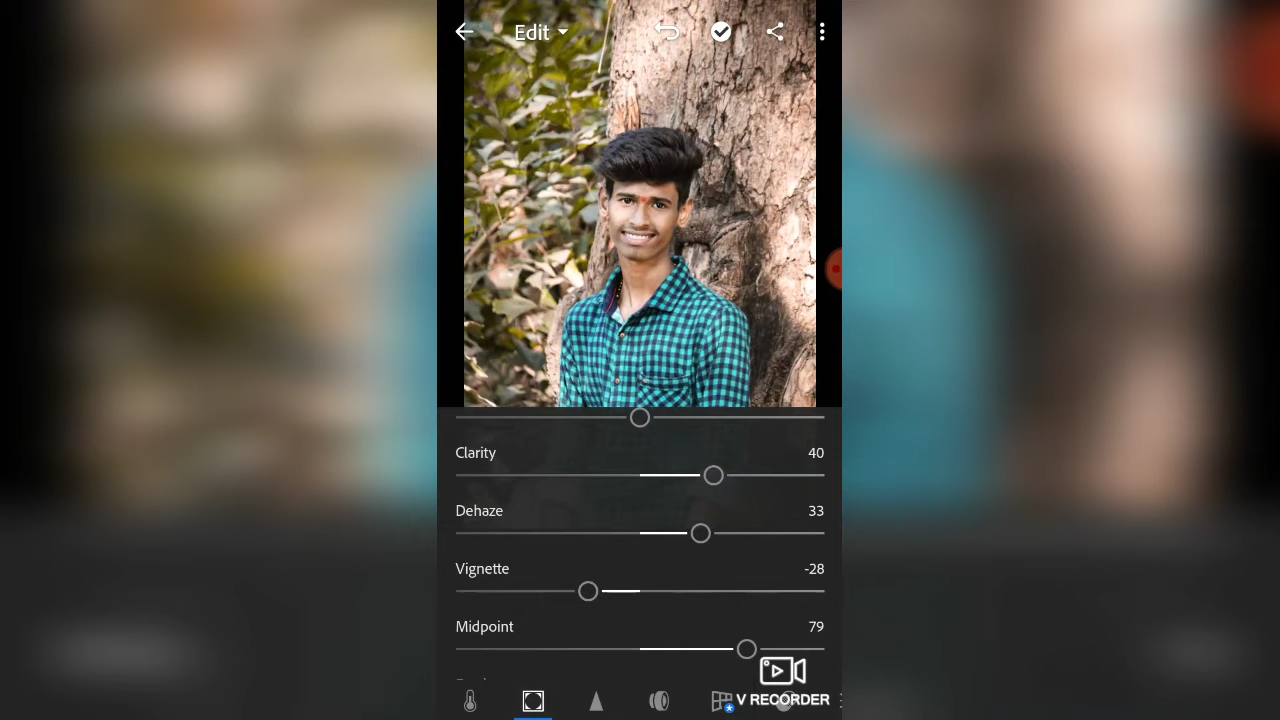 Edit
Clarity 40
Dehaze 33
Vignette -28
Midpoint 79
V RECORDER